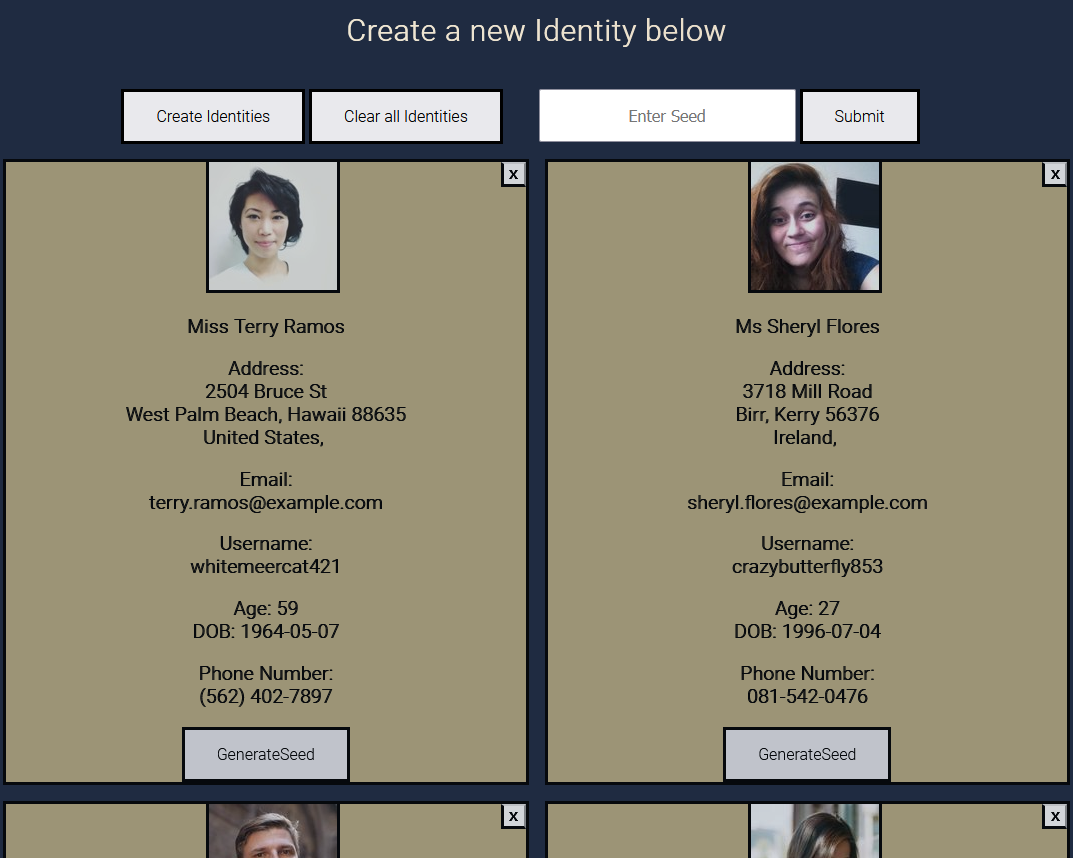 Create a new Identity below
Create Identities
Clear all Identities
Enter Seed
Submit
x
Miss Terry Ramos
Address:
2504 Bruce St
West Palm Beach, Hawaii 88635
United States,
Email:
terry.ramos@example.com
Username:
whitemeercat421
Age: 59
DOB: 1964-05-07
Phone Number:
(562) 402-7897
GenerateSeed
x
Ms Sheryl Flores
Address:
3718 Mill Road
Birr, Kerry 56376
Ireland,
Email:
sheryl.flores@example.com
Username:
crazybutterfly853
Age: 27
DOB: 1996-07-04
Phone Number:
081-542-0476
GenerateSeed
x
x